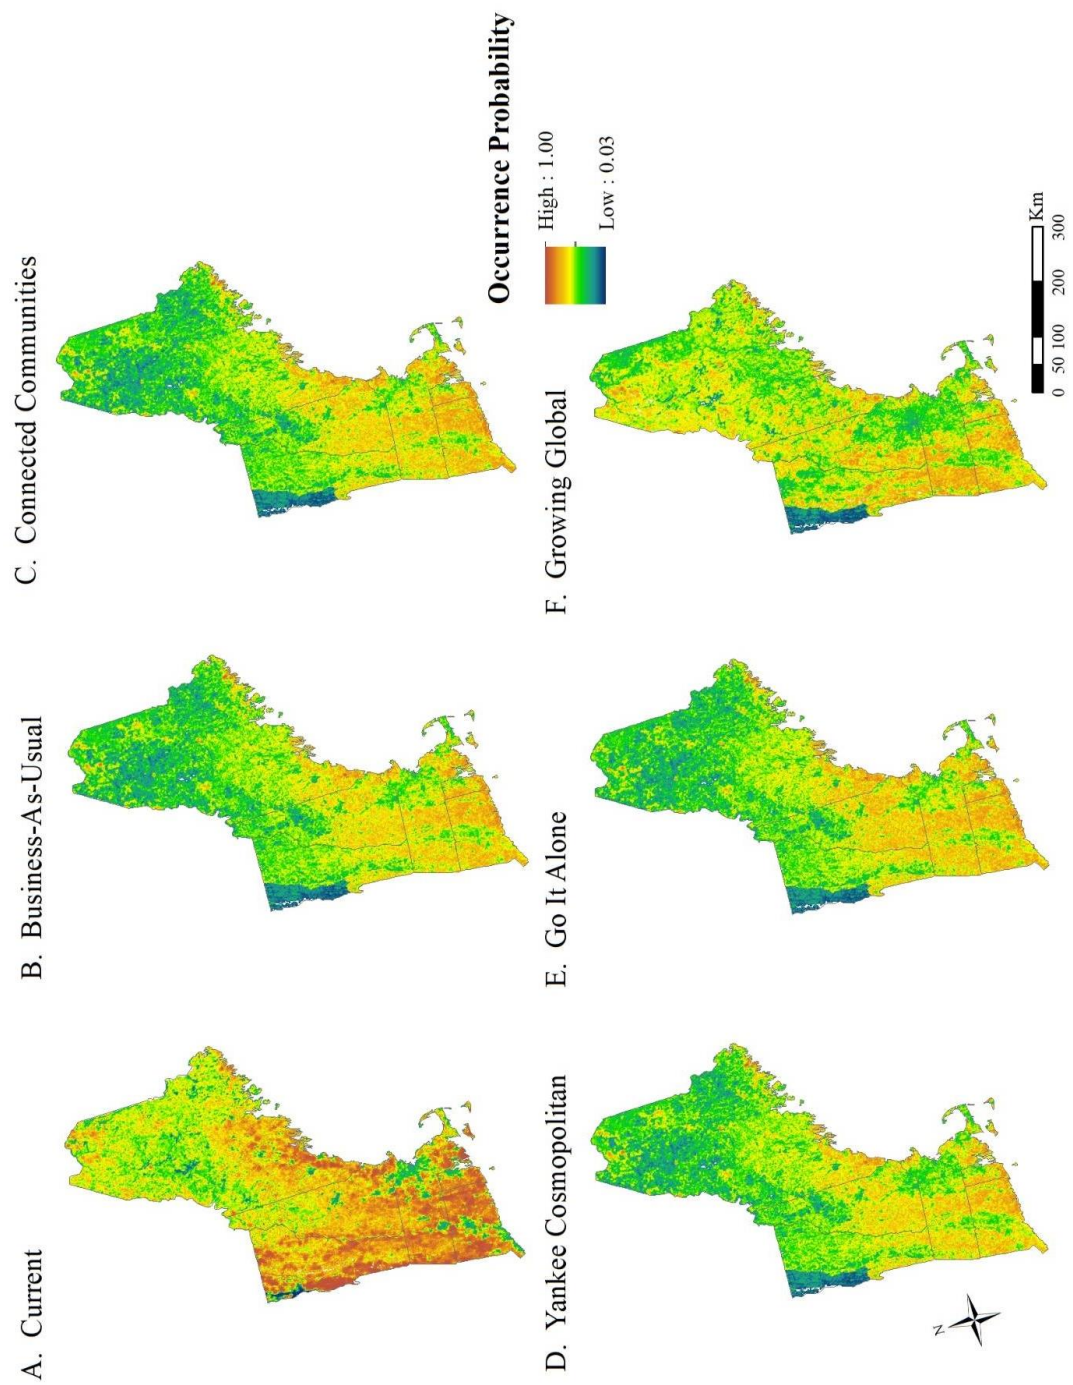 A. Current
B. Business-As-Usual
C. Connected Communities
Occurrence Probability
High : 1.00
Low : 0.03
D. Yankee Cosmopolitan
E. Go It Alone
F. Growing Global
N
0 50 100 200 300 Km